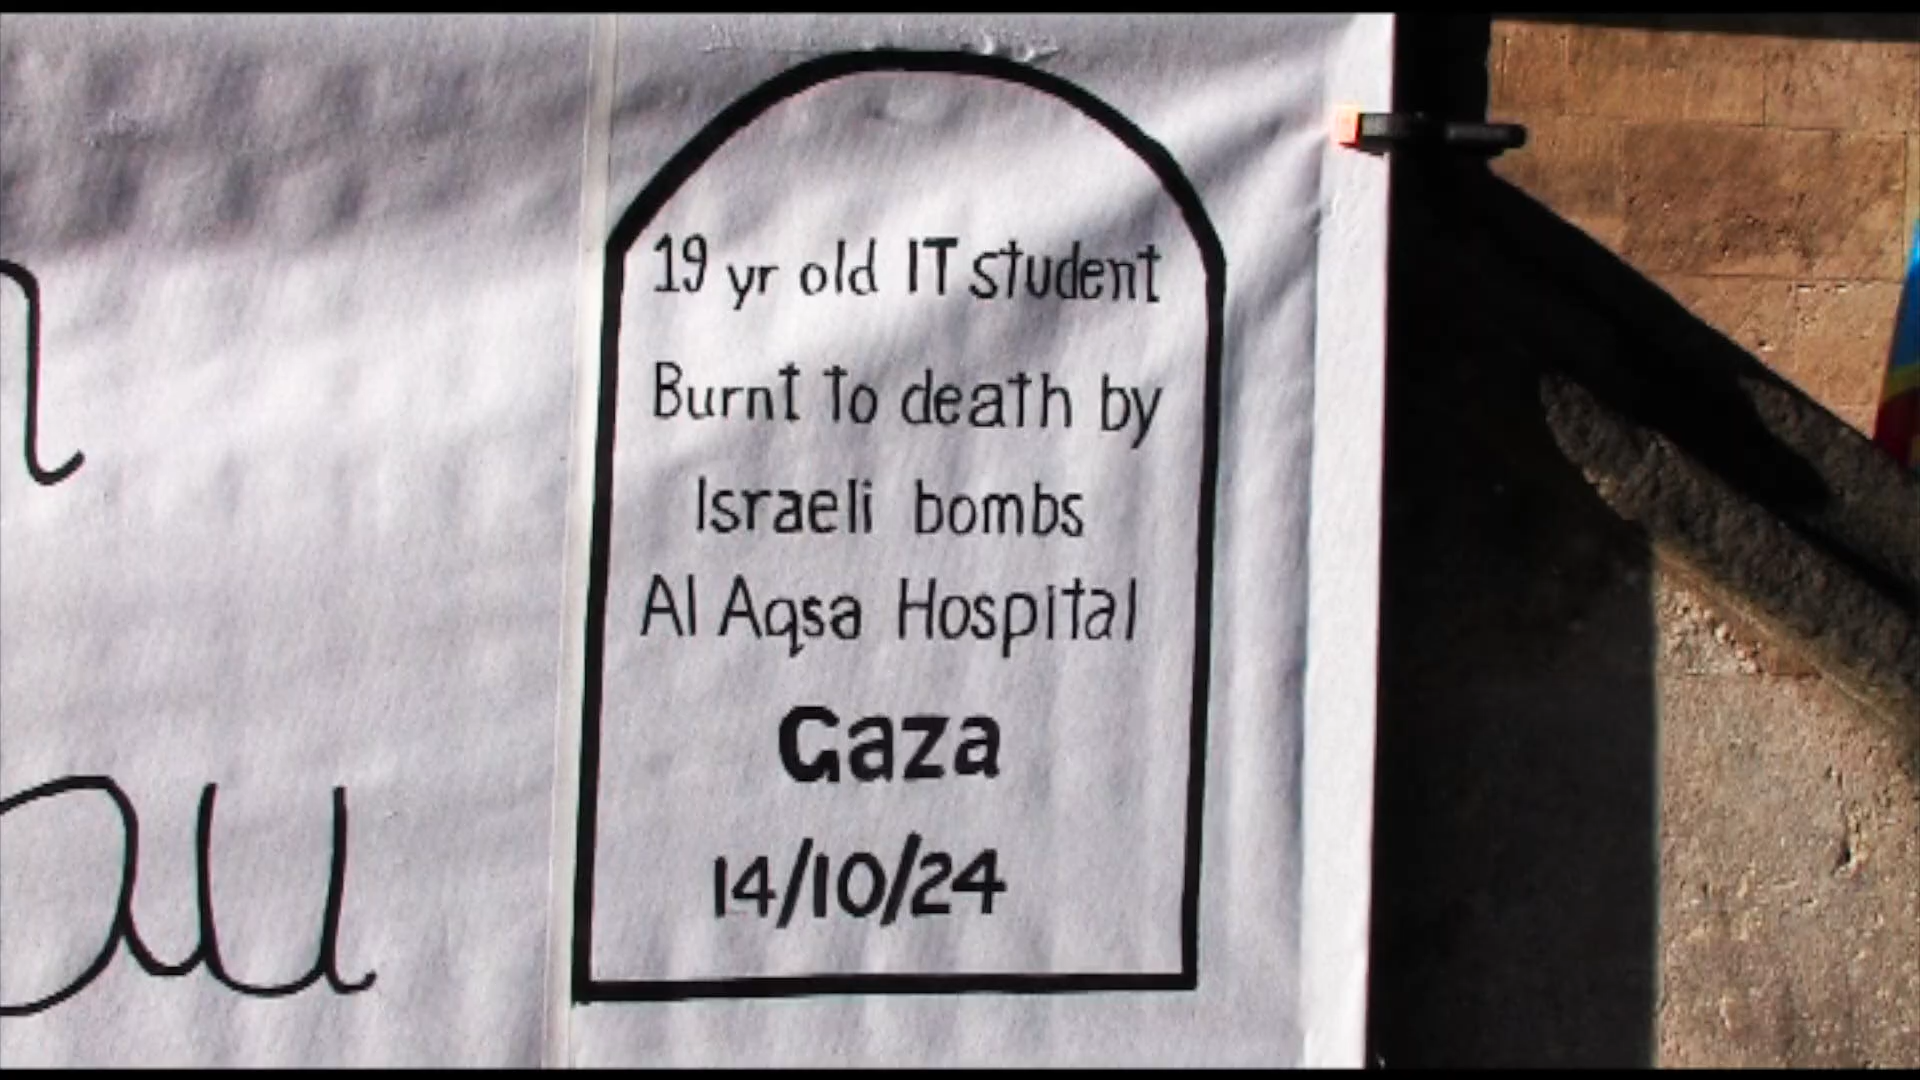 19 yr old IT student
Burnt to death by
Israeli bombs
Al Aqsa Hospital
Gaza
14/10/24